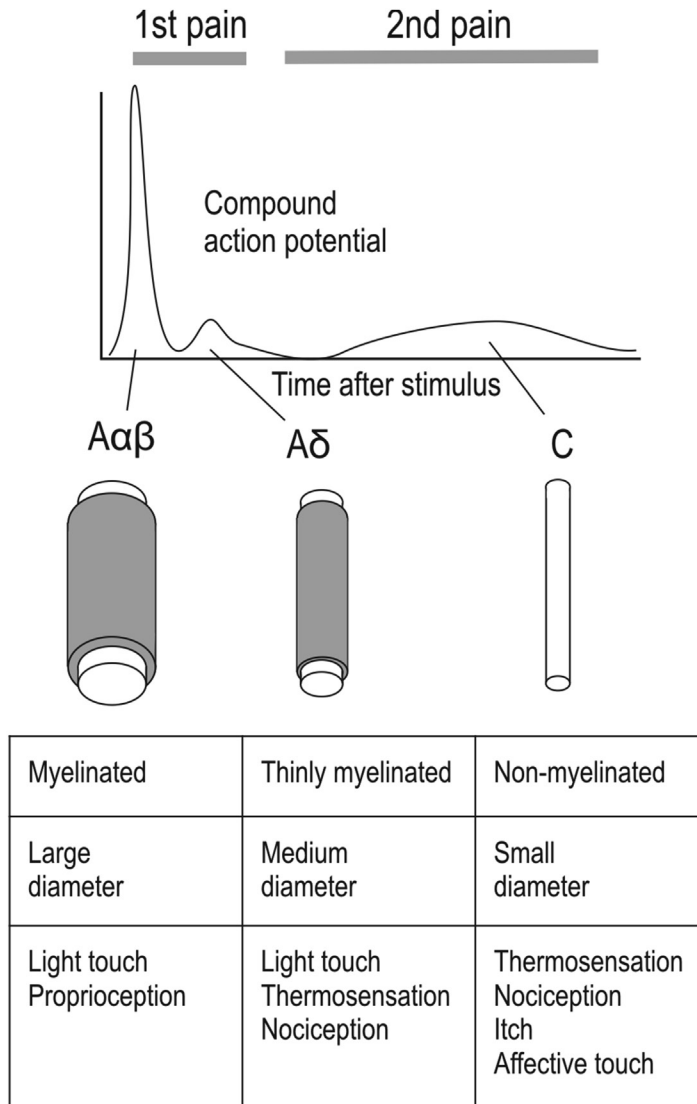 1st pain
2nd pain
Compound
action potential
Time after stimulus
Aαβ
Aδ
C
Myelinated
Thinly myelinated
Non-myelinated
Large
diameter
Medium
diameter
Small
diameter
Light touch
Proprioception
Light touch
Thermosensation
Nociception
Thermosensation
Nociception
Itch
Affective touch